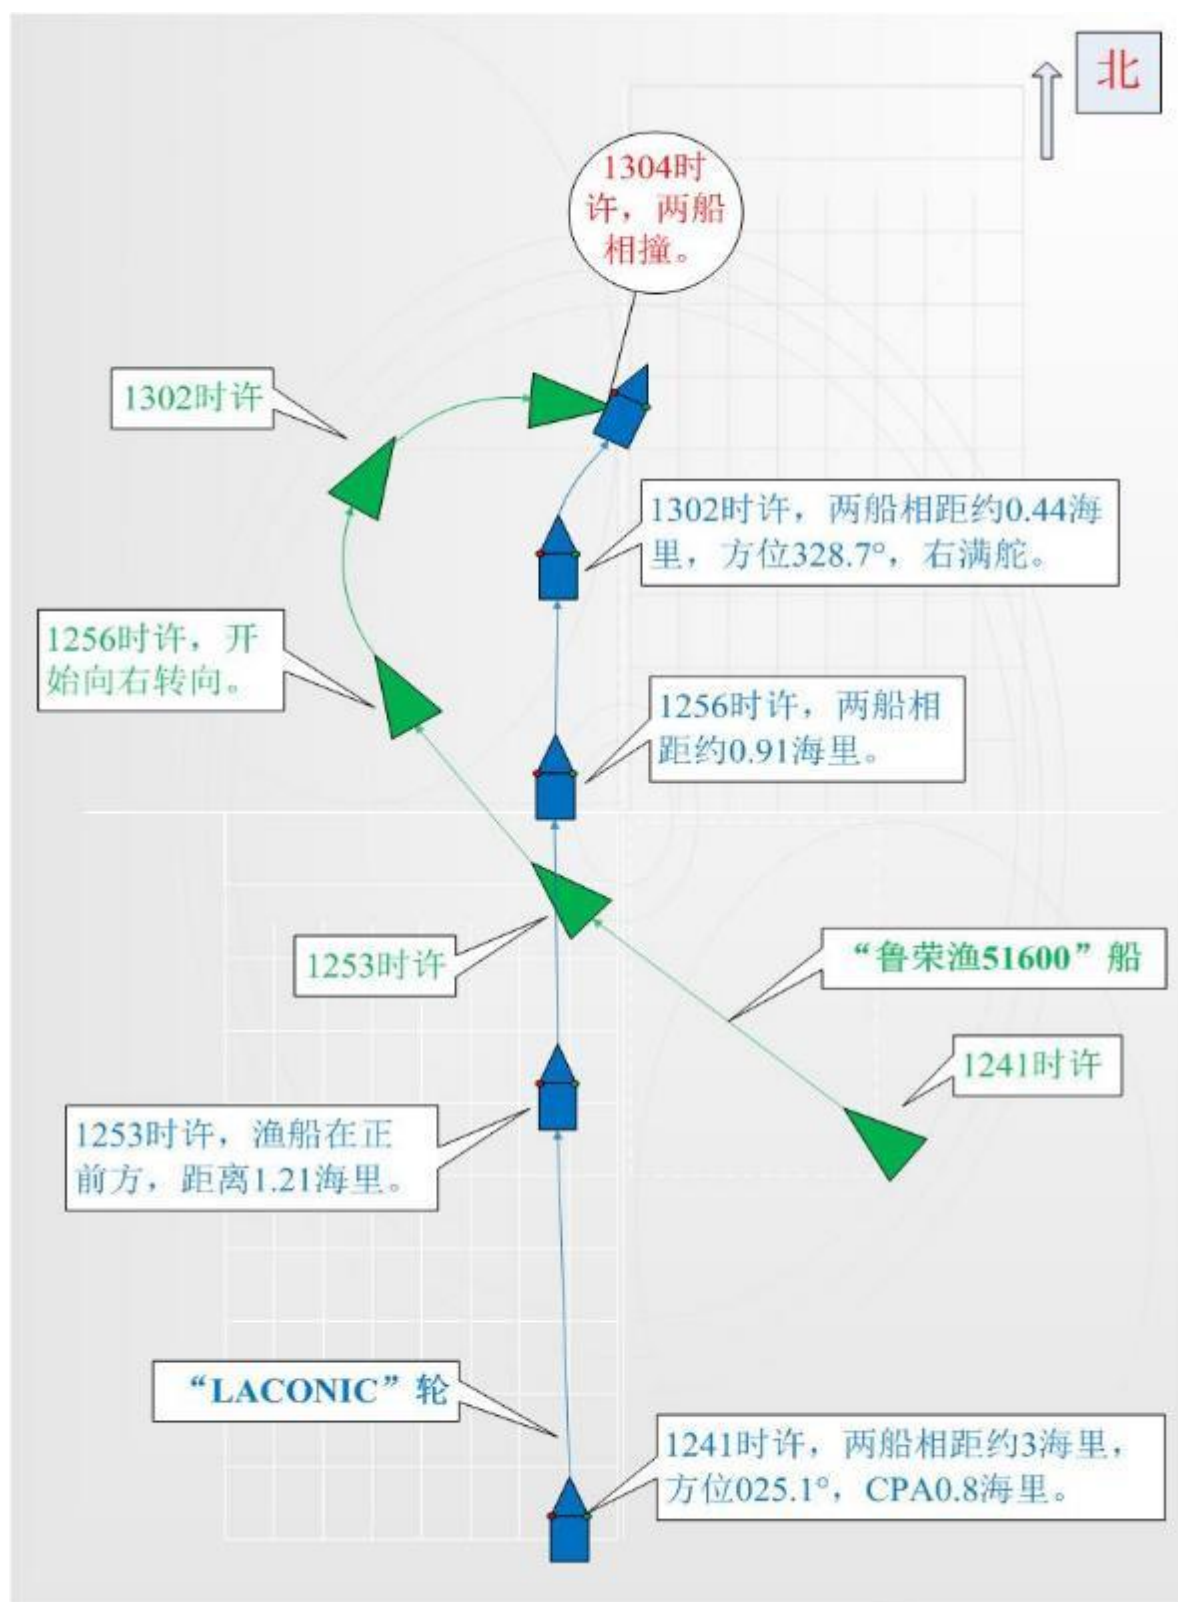 北
1304时
许，两船
相撞。
1302时许
1302时许，两船相距约0.44海
里，方位328.7°，右满舵。
1256时许，开
始向右转向。
1256时许，两船相
距约0.91海里。
1253时许
“鲁荣渔51600”船
1241时许
1253时许，渔船在正
前方，距离1.21海里。
“LACONIC”轮
1241时许，两船相距约3海里，
方位025.1°，CPA0.8海里。